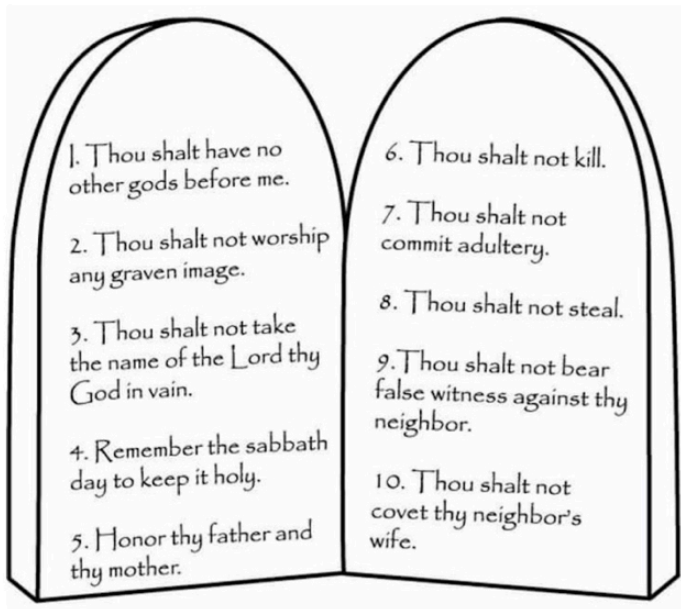 1. Thou shalt have no
other gods before me.
2. Thou shalt not worship
any graven image.
3. Thou shalt not take
the name of the Lord thy
God in vain.
4. Remember the sabbath
day to keep it holy.
5. Honor thy father and
thy mother.
6. Thou shalt not kill.
7. Thou shalt not
commit adultery.
8. Thou shalt not steal.
9. Thou shalt not bear
false witness against thy
neighbor.
10. Thou shalt not
covet thy neighbor's
wife.